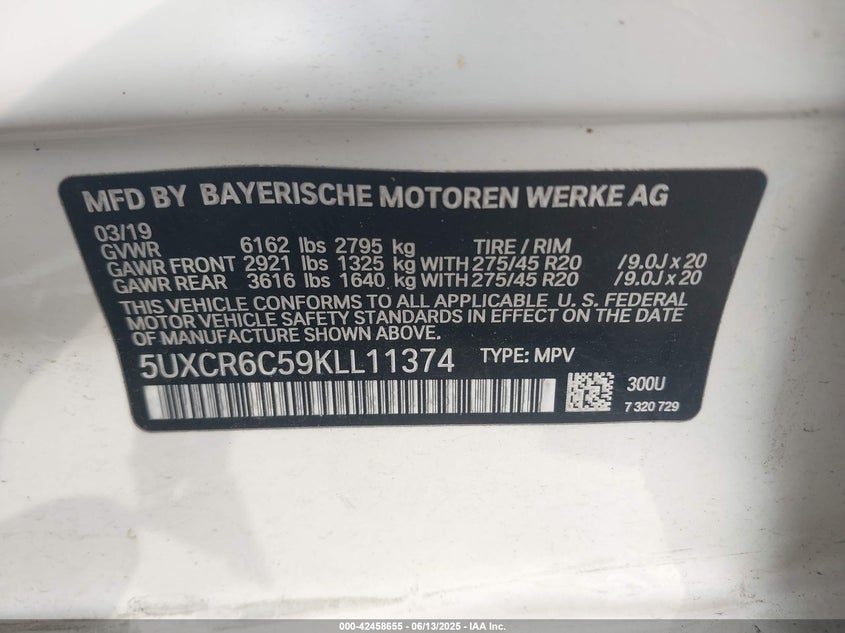 MFD BY BAYERISCHE MOTOREN WERKE AG
03/19
GVWR 6162 lbs 2795 kg TIRE / RIM
GAWR FRONT 2921 lbs 1325 kg WITH 275/45 R20 /9.0J x 20
GAWR REAR 3616 lbs 1640 kg WITH 275/45 R20 /9.0J x 20
THIS VEHICLE CONFORMS TO ALL APPLICABLE U. S. FEDERAL
MOTOR VEHICLE SAFETY STANDARDS IN EFFECT ON THE DATE
OF MANUFACTURE SHOWN ABOVE.
5UXCR6C59KLL11374 TYPE: MPV
300U
7 320 729
000-42458655 - 06/13/2025 - IAA Inc.